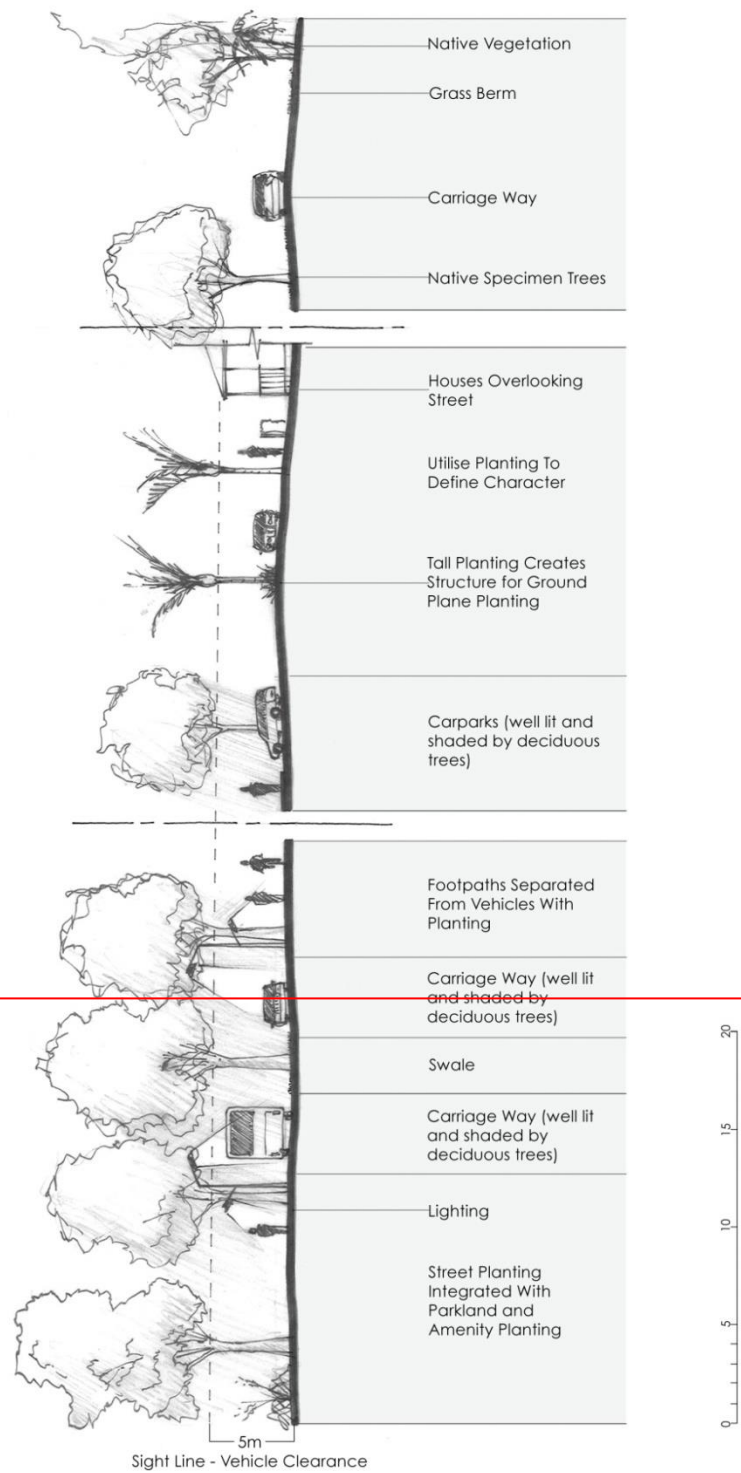 Native Vegetation
Grass Berm
Carriage Way
Native Specimen Trees
Houses Overlooking
Street
Utilise Planting To
Define Character
Tall Planting Creates
Structure for Ground
Plane Planting
Carparks (well lit and
shaded by deciduous
trees)
Footpaths Separated
From Vehicles With
Planting
Carriage Way (well lit
and shaded by
deciduous trees)
Swale
Carriage Way (well lit
and shaded by
deciduous trees)
Lighting
Street Planting
Integrated With
Parkland and
Amenity Planting
20
15
10
5
0
5m
Sight Line - Vehicle Clearance